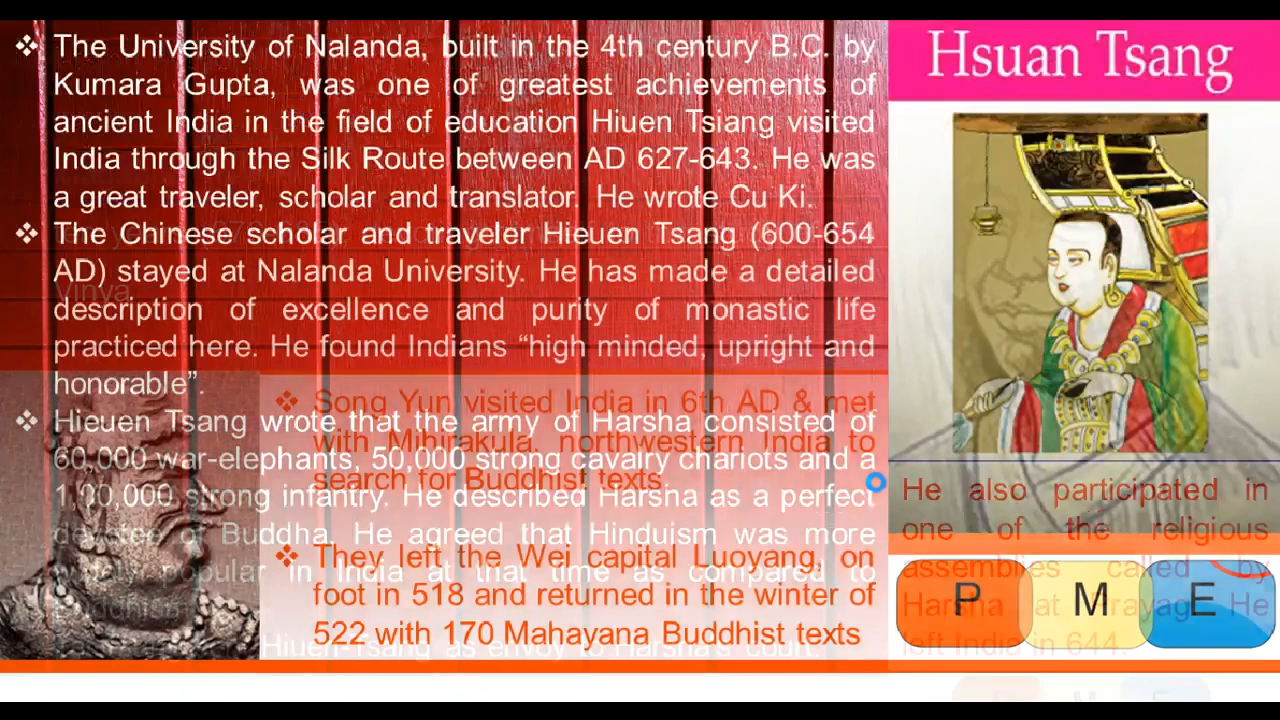 Hsuan Tsang
❖ The University of Nalanda, built in the 4th century B.C. by
Kumara Gupta, was one of greatest achievements of
ancient India in the field of education Hiuen Tsiang visited
India through the Silk Route between AD 627-643. He was
a great traveler, scholar and translator. He wrote Cu Ki.
❖ The Chinese scholar and traveler Hieuen Tsang (600-654
AD) stayed at Nalanda University. He has made a detailed
description of excellence and purity of monastic life
practiced here. He found Indians “high minded, upright and
honorable”.
❖ Hieuen Tsang wrote that the army of Harsha consisted of
60,000 war-elephants, 50,000 strong cavalry chariots and a
1,00,000 strong infantry. He described Harsha as a perfect
devotee of Buddha. He agreed that Hinduism was more
widely popular in India at that time as compared to
Buddhism
Hiuen-Tsang as envoy to Harsha's court.
Vinya
❖ Song Yun visited India in 6th AD & met
with Mihirakula, northwestern India to
search for Buddhist texts
❖ They left the Wei capital Luoyang, on
foot in 518 and returned in the winter of
522 with 170 Mahayana Buddhist texts
He also participated in
one of the religious
assemblies called by
Harsha at Prayag. He
left India in 644.
P M E